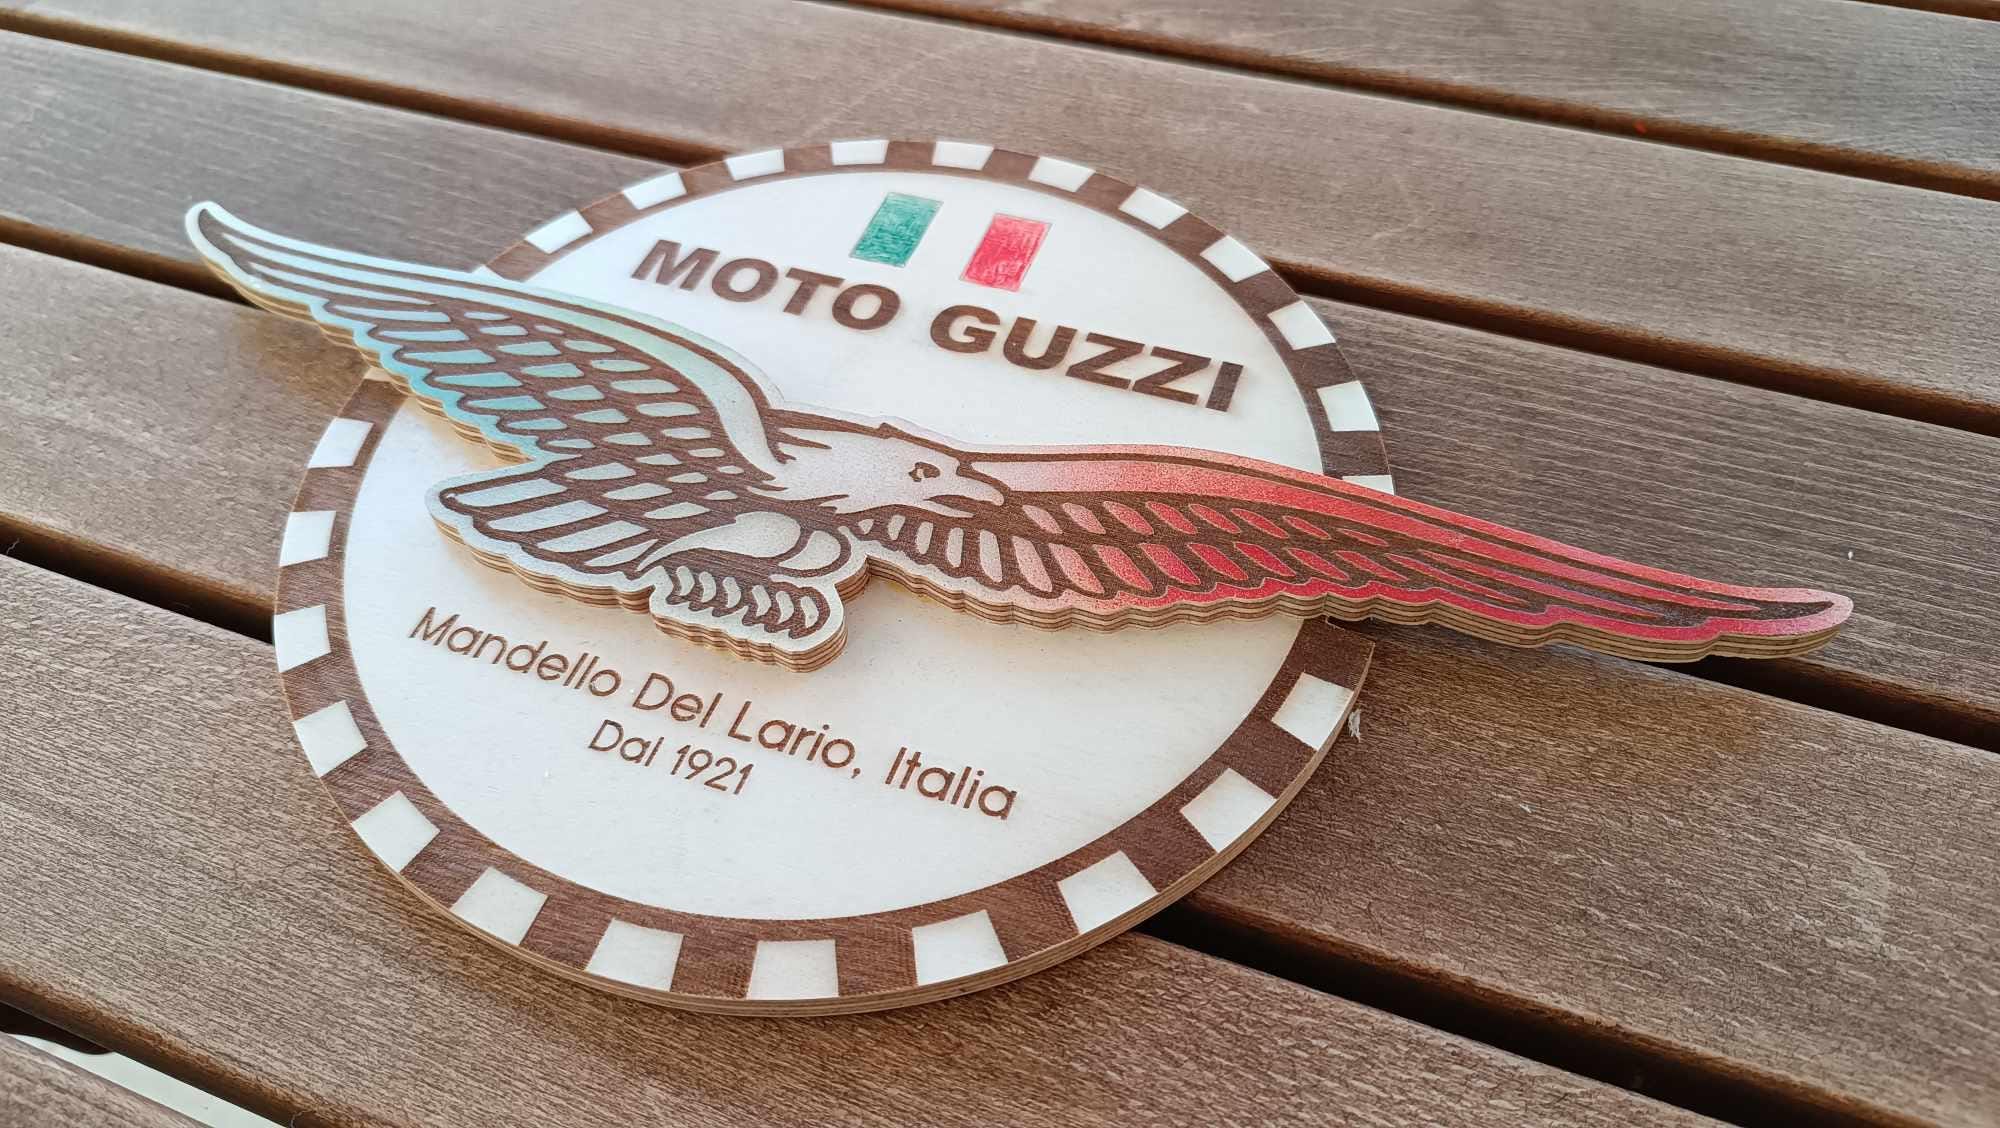 MOTO GUZZI
Mandello Del Lario, Italia
Dal 1921